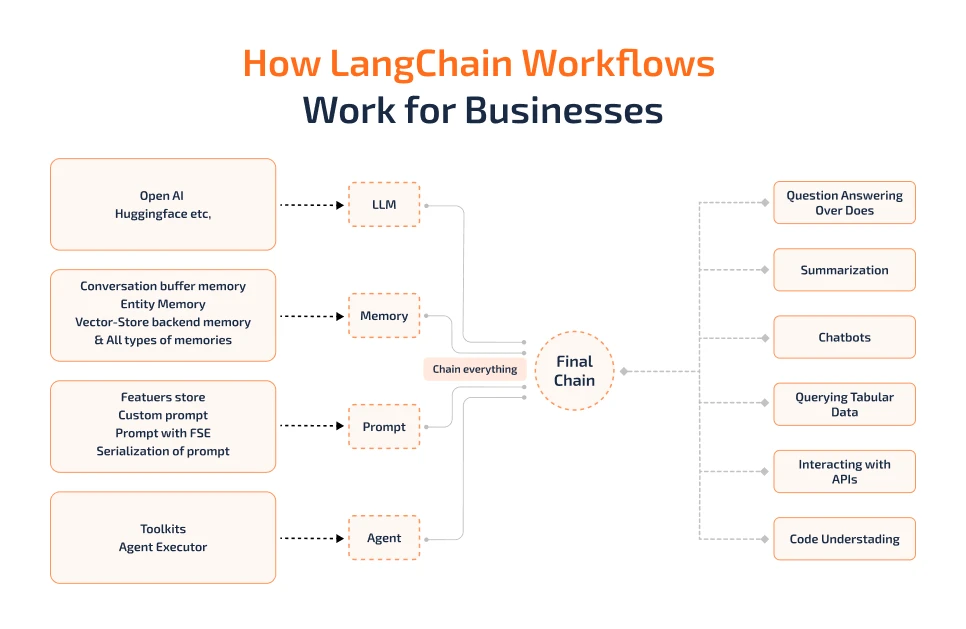 How LangChain Workflows
Work for Businesses
Open AI
Huggingface etc,
LLM
Conversation buffer memory
Entity Memory
Vector-Store backend memory
& All types of memories
Memory
Featuers store
Custom prompt
Prompt with FSE
Serialization of prompt
Prompt
Toolkits
Agent Executor
Agent
Chain everything
Final
Chain
Question Answering
Over Does
Summarization
Chatbots
Querying Tabular
Data
Interacting with
APIs
Code Understading